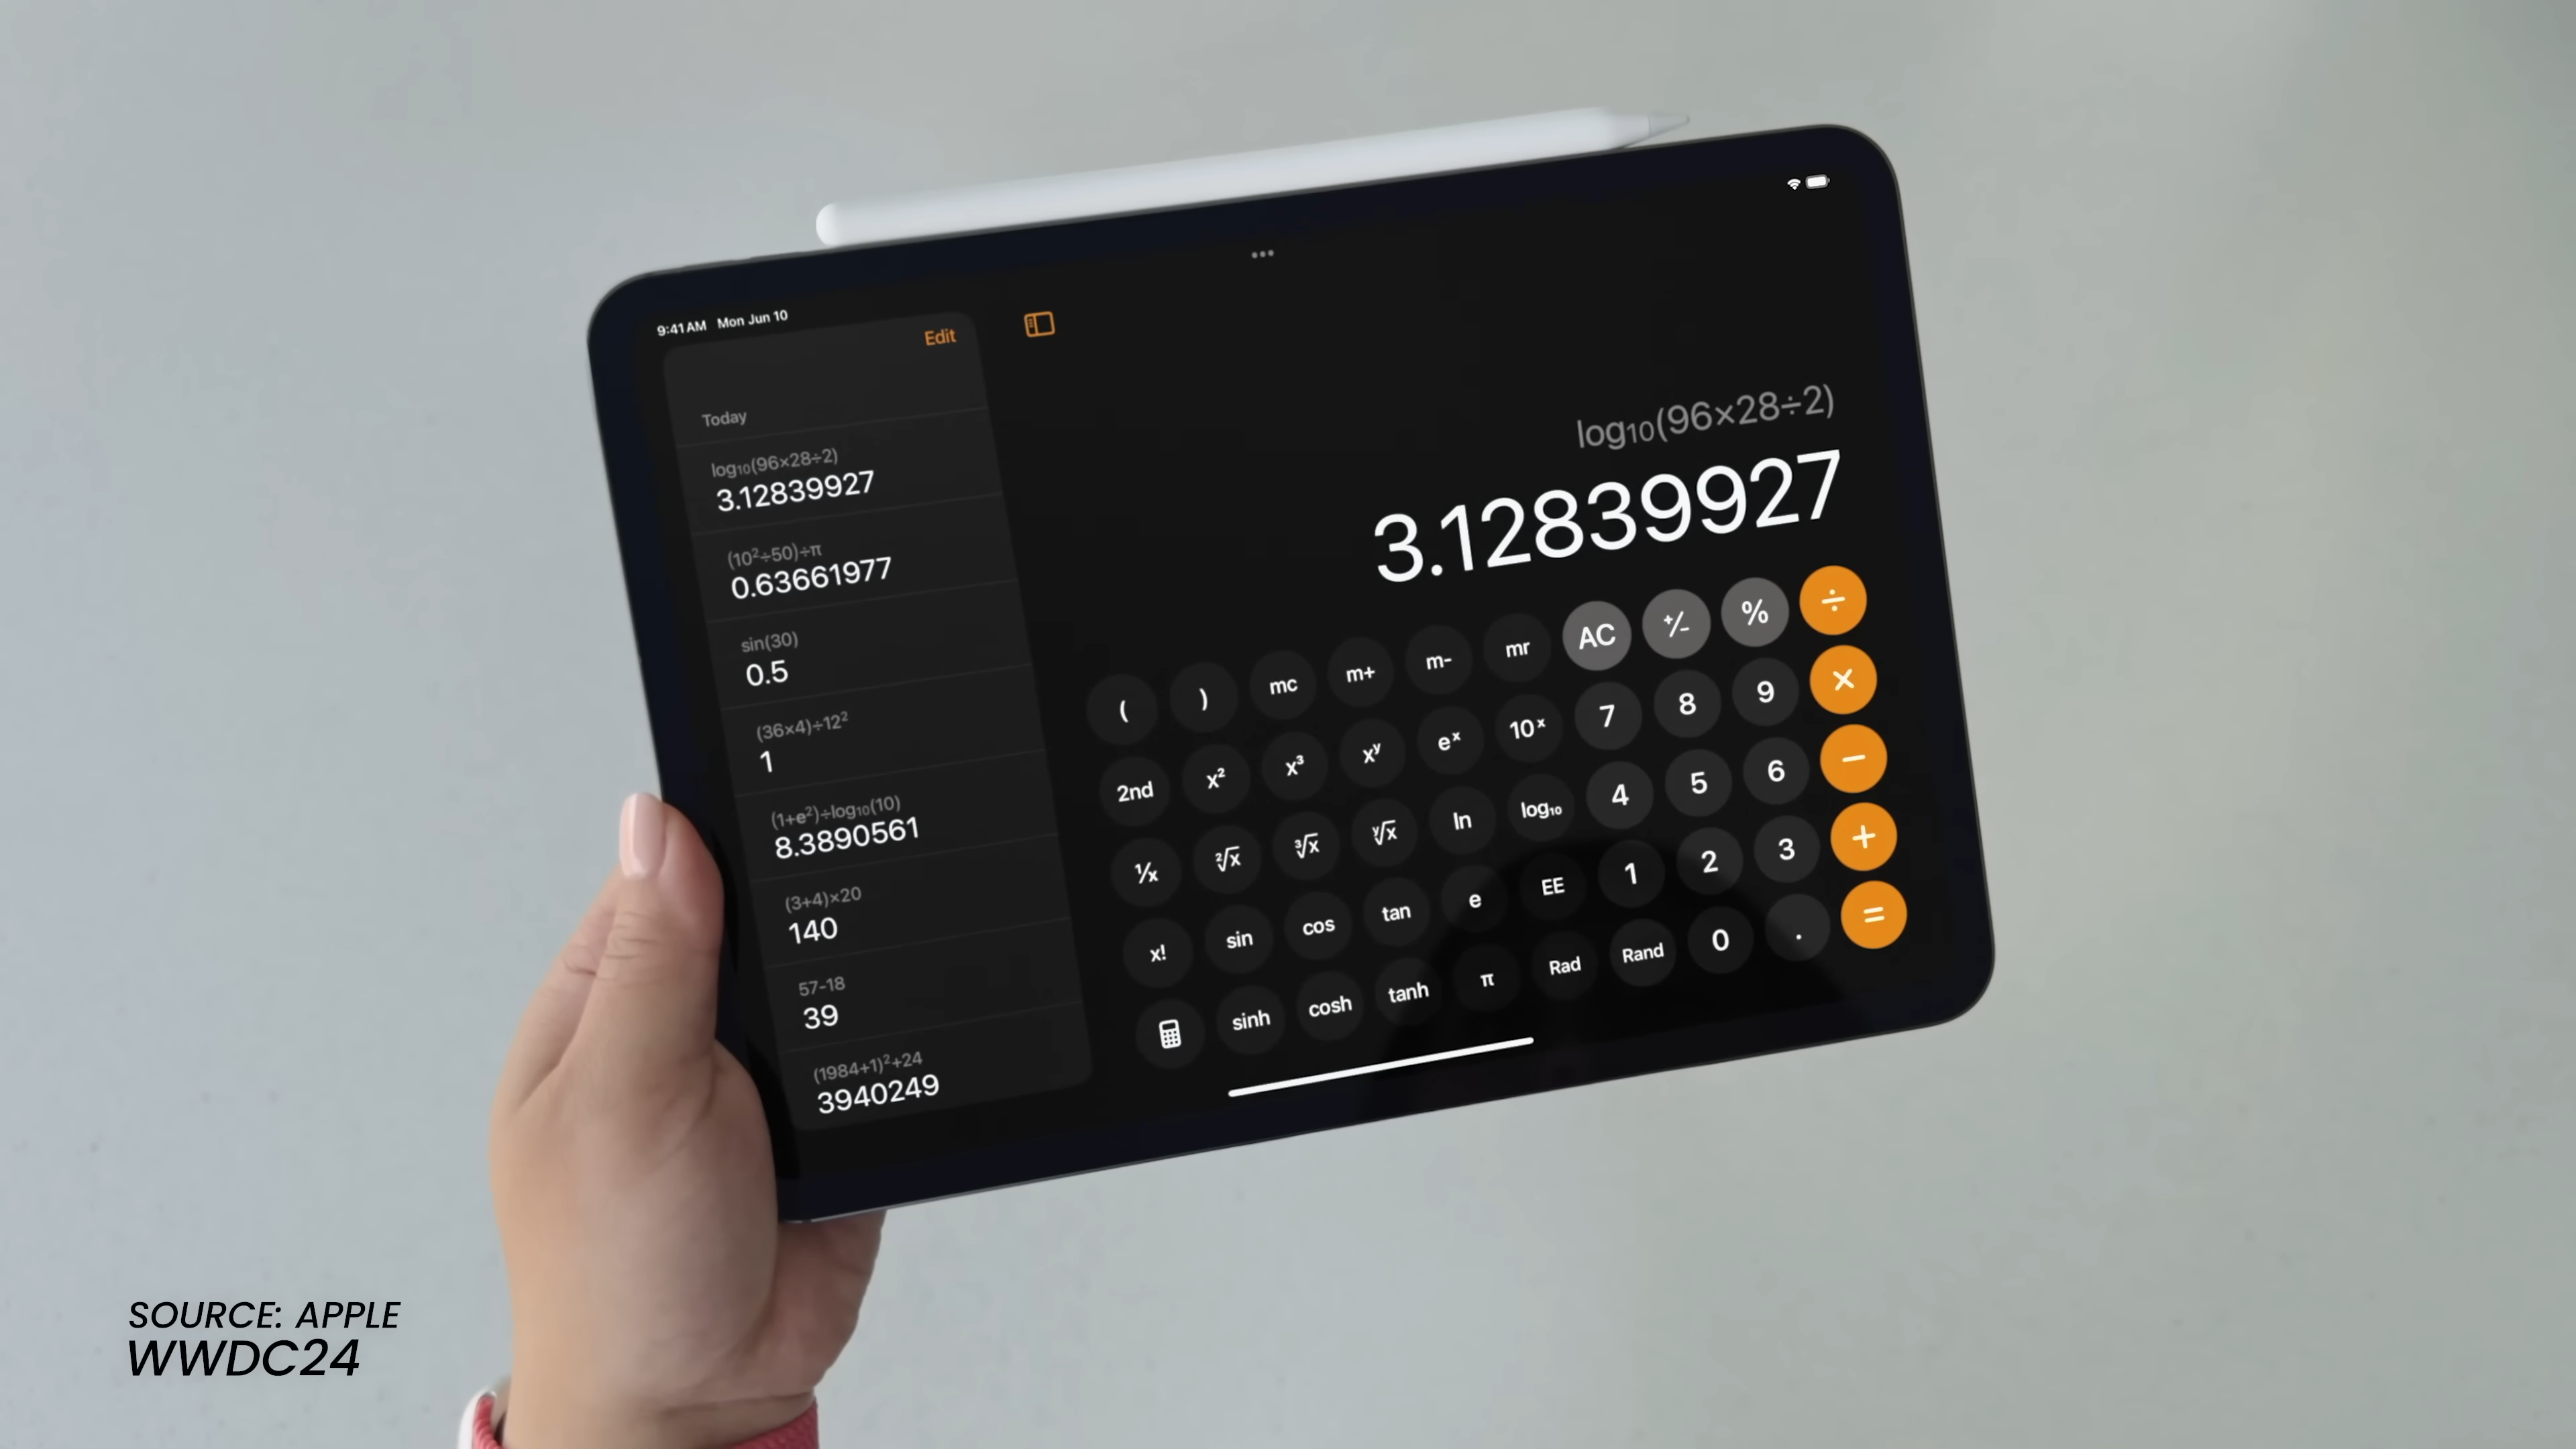 9:41 AM Mon Jun 10
Edit
Today
log₁₀(96×28÷2)
3.12839927
(10²÷50)÷π
0.63661977
sin(30)
0.5
(36×4)÷12²
1
(1+e²)÷log₁₀(10)
8.3890561
(3+4)×20
140
57-18
39
(1984+1)²+24
3940249
log₁₀(96×28÷2)
3.12839927
( ) mc m+ m- mr AC +/- % ÷
2nd x² x³ xʸ eˣ 10ˣ 7 8 9 ×
¹/x ²√x ³√x ʸ√x ln log₁₀ 4 5 6 −
x! sin cos tan e EE 1 2 3 +
sinh cosh tanh π Rad Rand 0 . =
SOURCE: APPLE
WWDC24